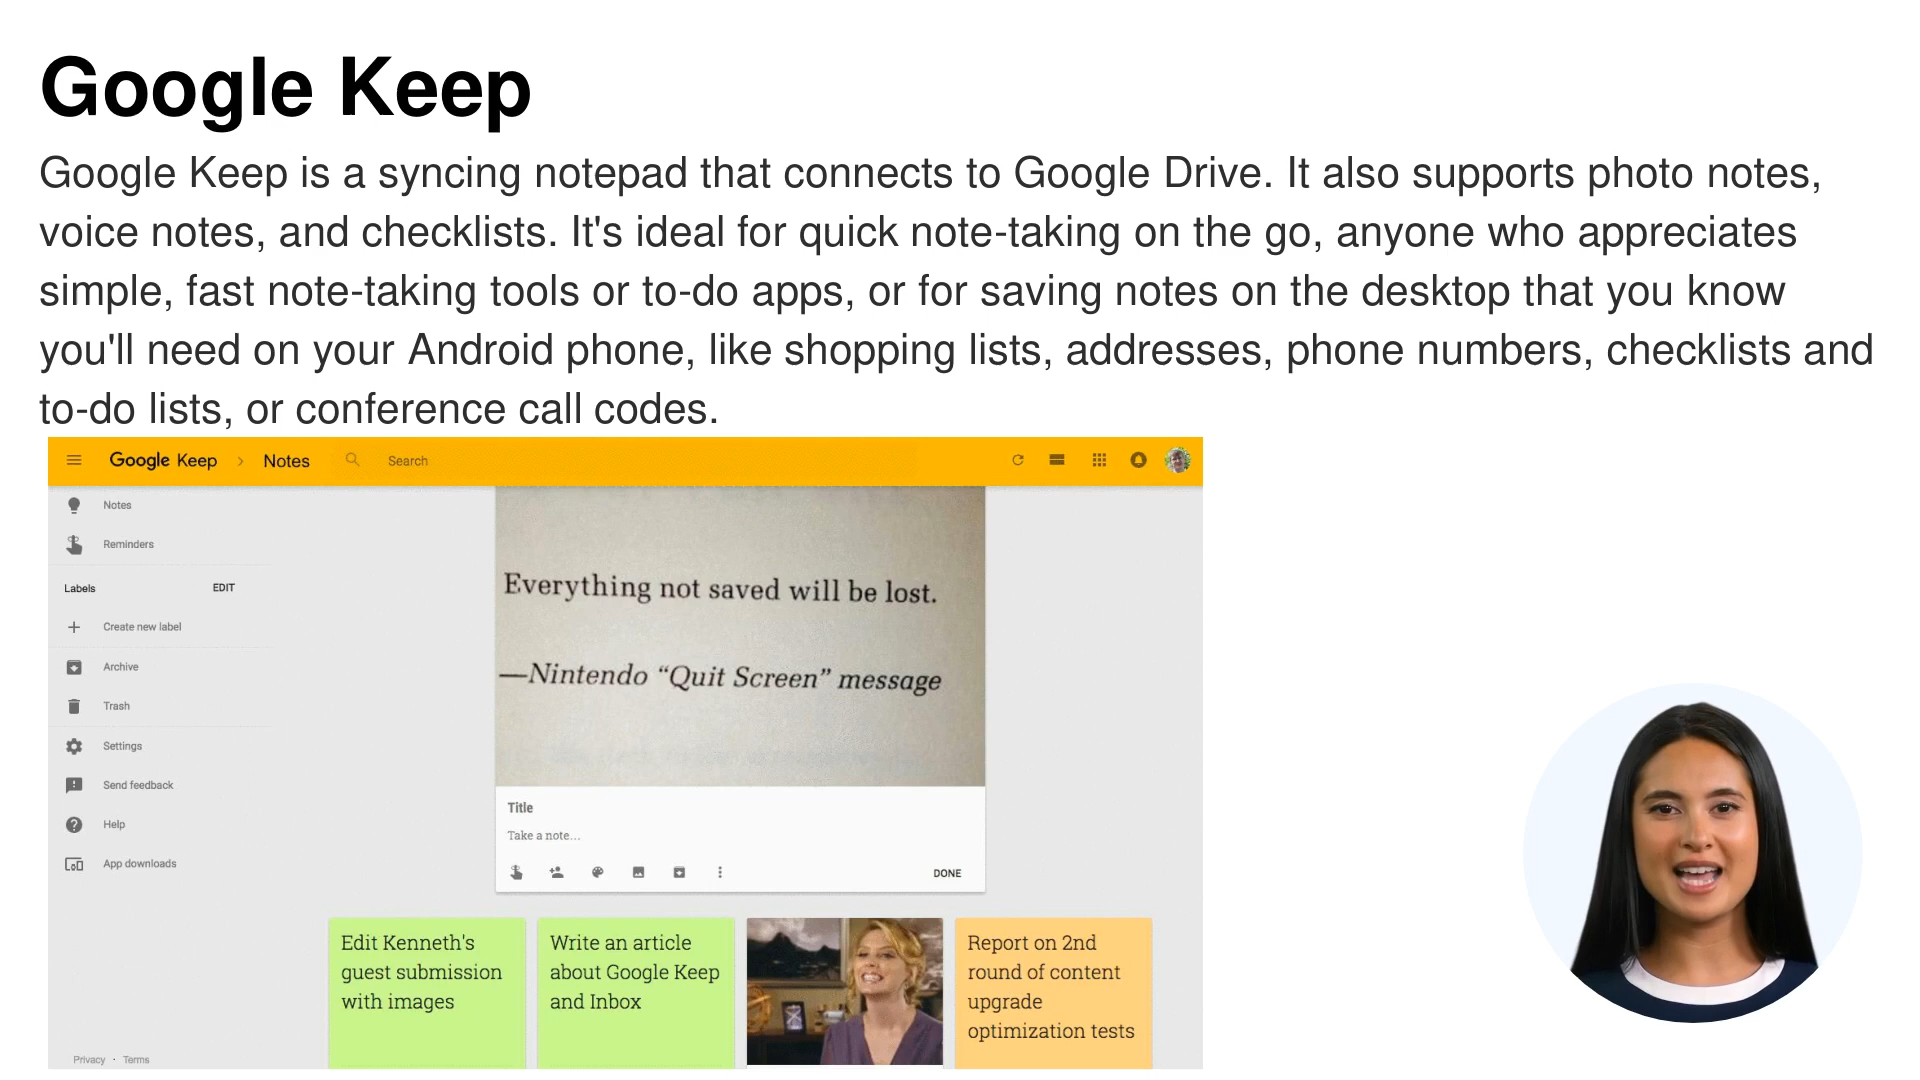 Google Keep
Google Keep is a syncing notepad that connects to Google Drive. It also supports photo notes,
voice notes, and checklists. It's ideal for quick note-taking on the go, anyone who appreciates
simple, fast note-taking tools or to-do apps, or for saving notes on the desktop that you know
you'll need on your Android phone, like shopping lists, addresses, phone numbers, checklists and
to-do lists, or conference call codes.
Google Keep > Notes Search
Notes
Reminders
Labels EDIT
Create new label
Archive
Trash
Settings
Send feedback
Help
App downloads
Privacy · Terms
Everything not saved will be lost.
—Nintendo “Quit Screen” message
Title
Take a note...
DONE
Edit Kenneth's
guest submission
with images
Write an article
about Google Keep
and Inbox
Report on 2nd
round of content
upgrade
optimization tests